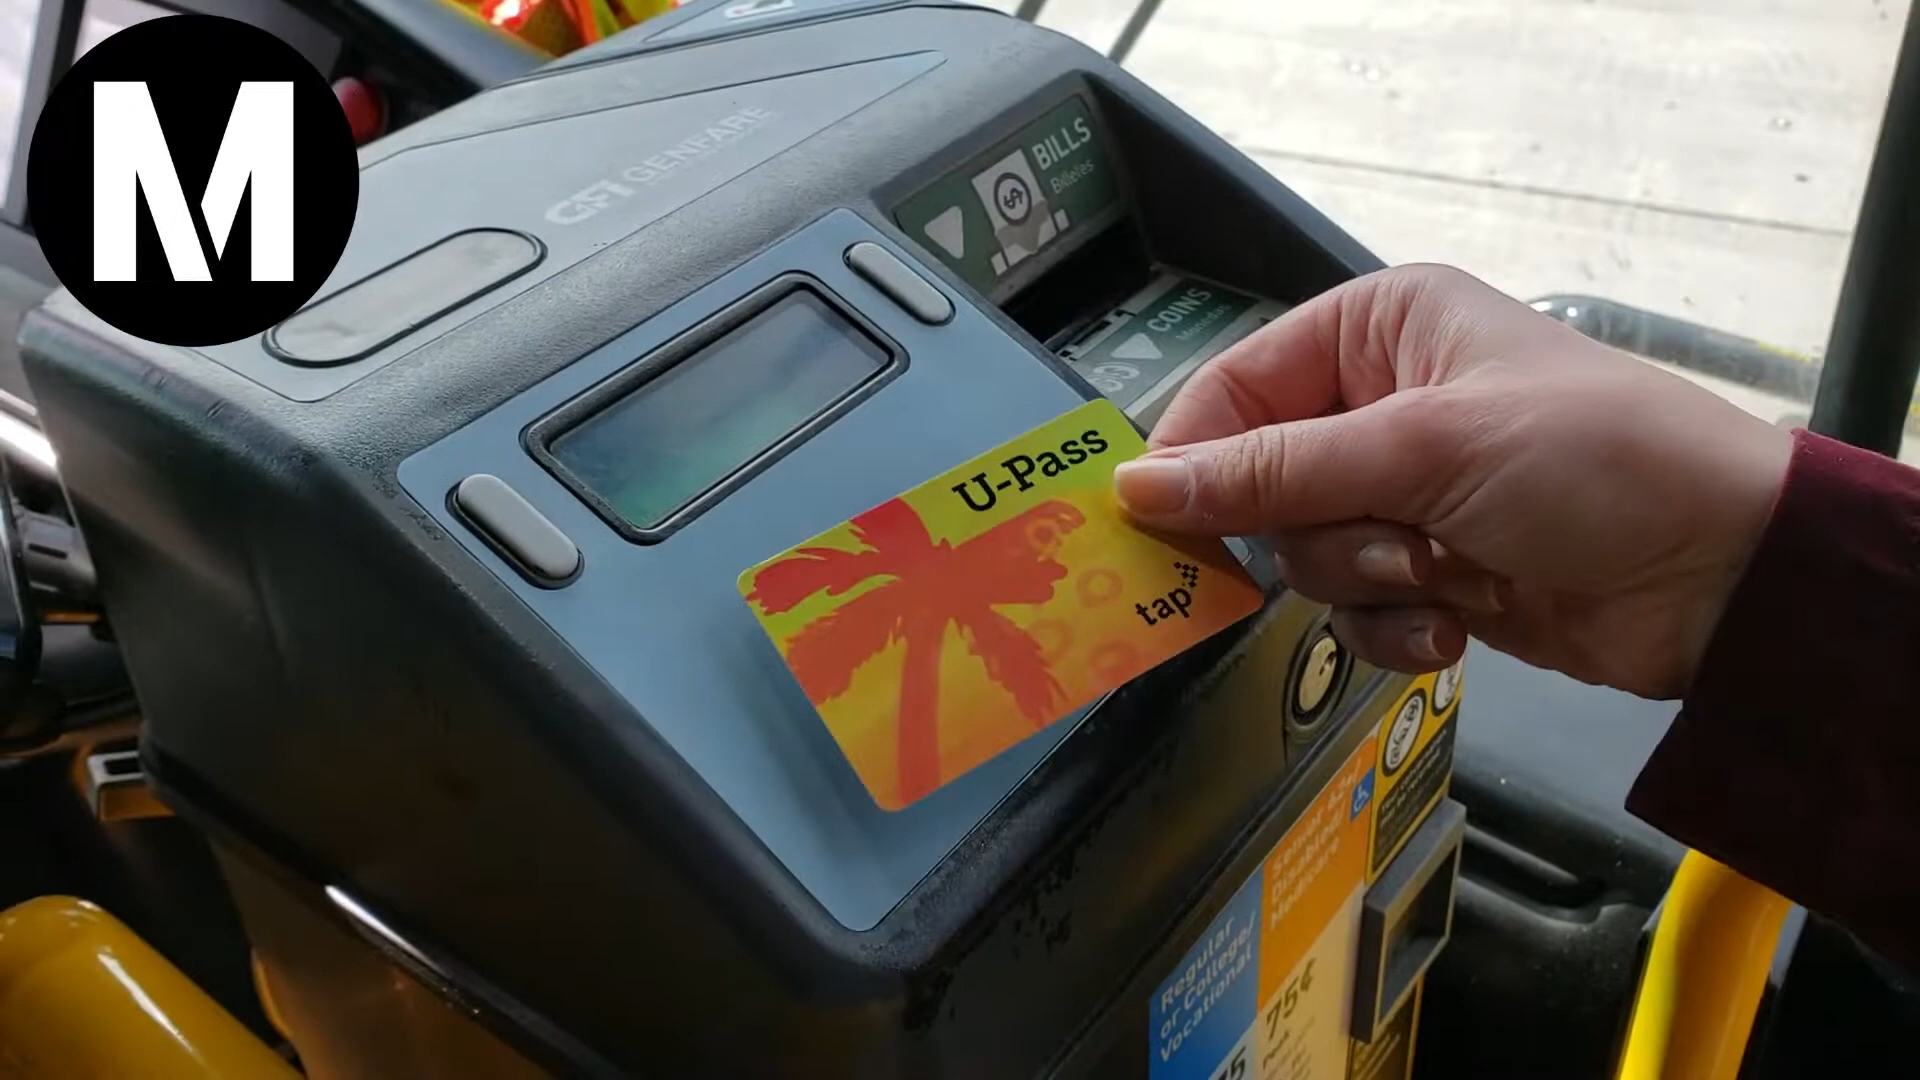 M
GFI GENFARE
BILLS
Billetes
COINS
Monedas
U-Pass
tap
Senior 62+/
Disabled/
Medicare
Regular
or College/
Vocational
75¢